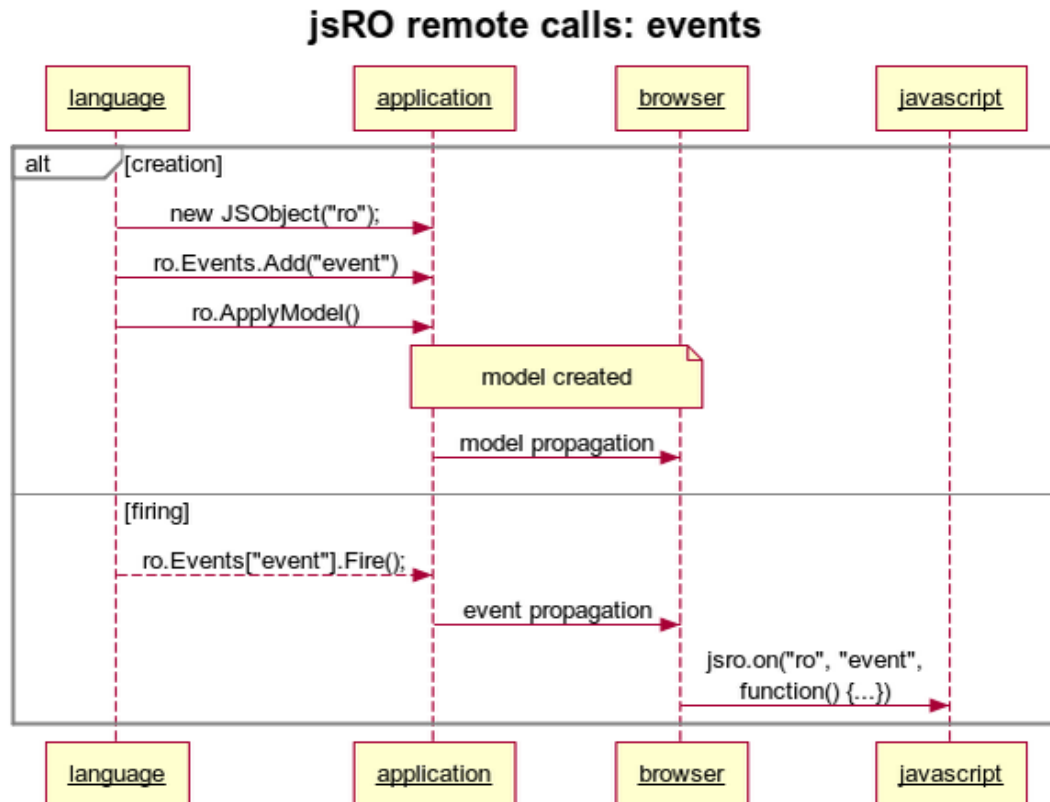 jsRO remote calls: events
language
application
browser
javascript
alt
[creation]
new JSObject("ro");
ro.Events.Add("event")
ro.ApplyModel()
model created
model propagation
[firing]
ro.Events["event"].Fire();
event propagation
jsro.on("ro", "event",
function() {...})
language
application
browser
javascript